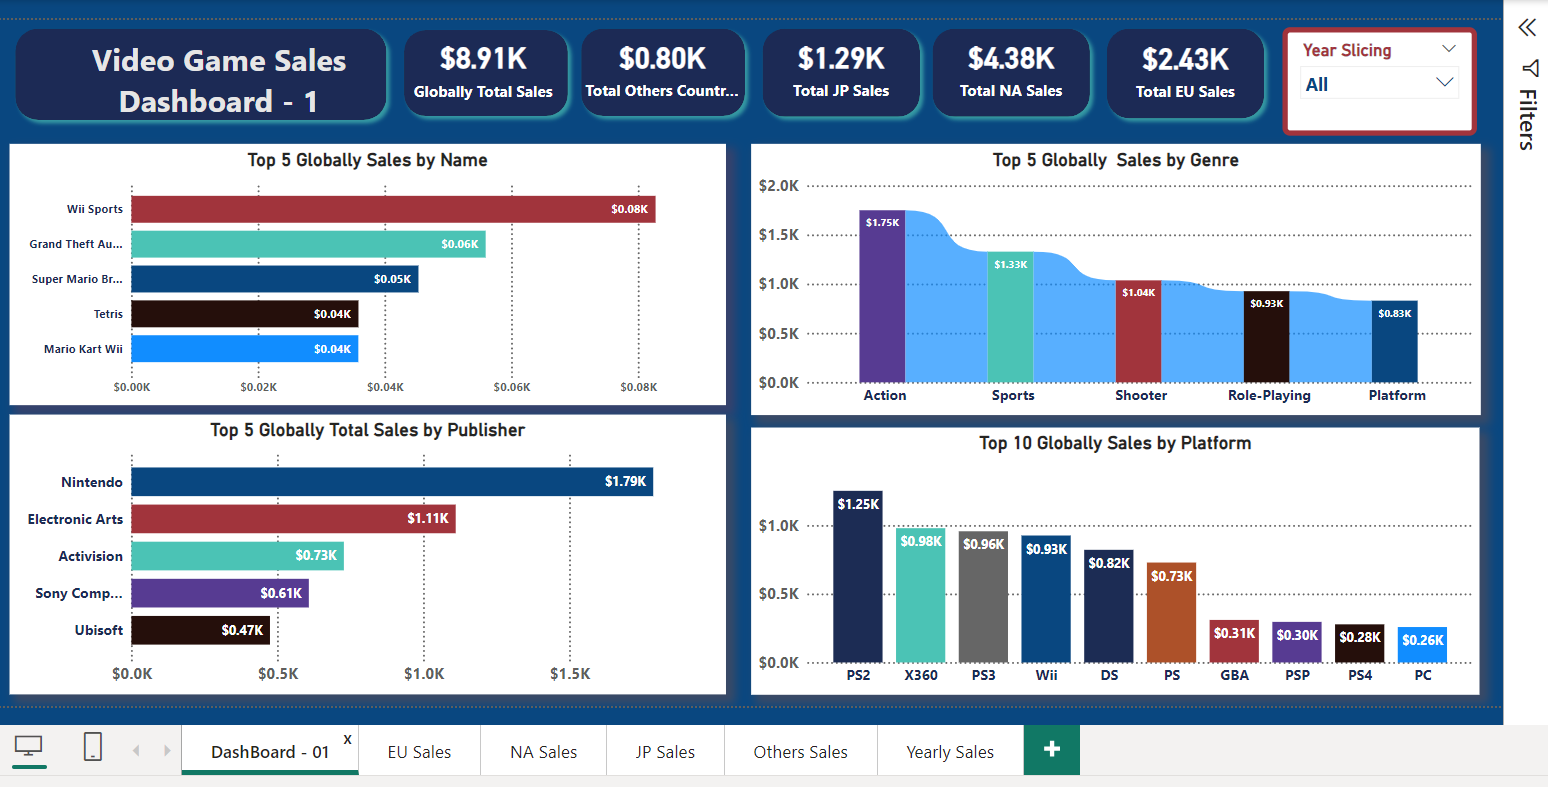 Video Game Sales
Dashboard - 1
$8.91K
Globally Total Sales
$0.80K
Total Others Countr...
$1.29K
Total JP Sales
$4.38K
Total NA Sales
$2.43K
Total EU Sales
Year Slicing
All
Filters
Top 5 Globally Sales by Name
Wii Sports
$0.08K
Grand Theft Au...
$0.06K
Super Mario Br...
$0.05K
Tetris
$0.04K
Mario Kart Wii
$0.04K
$0.00K $0.02K $0.04K $0.06K $0.08K
Top 5 Globally  Sales by Genre
$2.0K
$1.5K
$1.0K
$0.5K
$0.0K
$1.75K
$1.33K
$1.04K
$0.93K
$0.83K
Action Sports Shooter Role-Playing Platform
Top 5 Globally Total Sales by Publisher
Nintendo
$1.79K
Electronic Arts
$1.11K
Activision
$0.73K
Sony Comp...
$0.61K
Ubisoft
$0.47K
$0.0K $0.5K $1.0K $1.5K
Top 10 Globally Sales by Platform
$1.0K
$0.5K
$0.0K
$1.25K
$0.98K
$0.96K
$0.93K
$0.82K
$0.73K
$0.31K
$0.30K
$0.28K
$0.26K
PS2 X360 PS3 Wii DS PS GBA PSP PS4 PC
DashBoard - 01 x
EU Sales
NA Sales
JP Sales
Others Sales
Yearly Sales
+